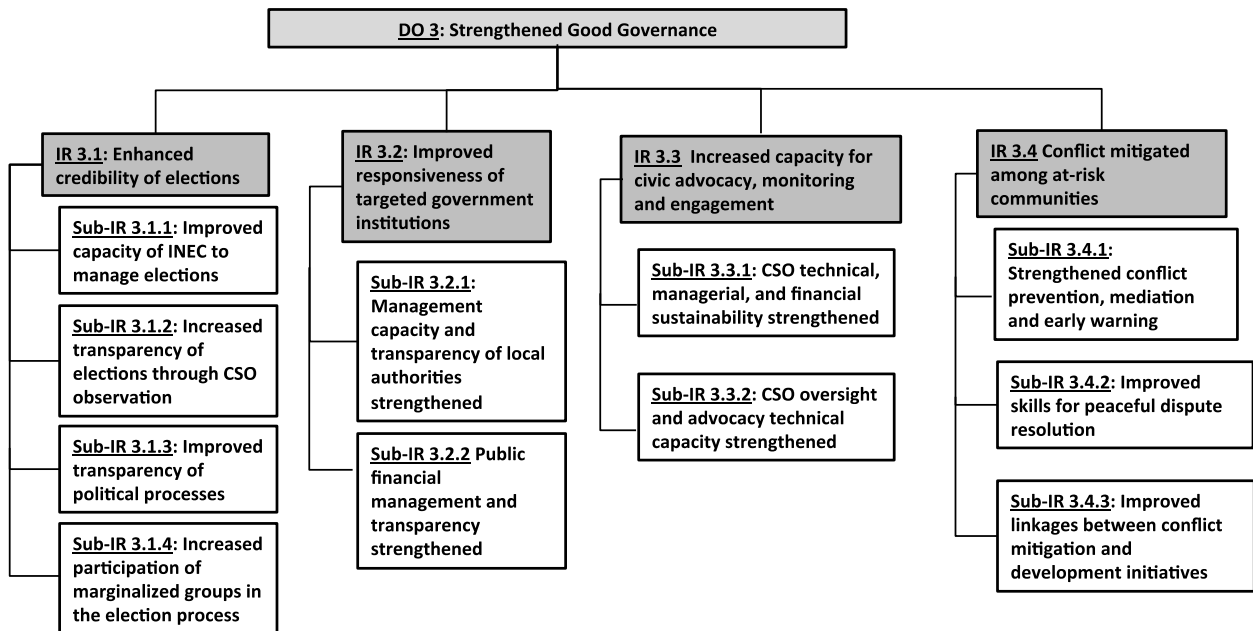 DO 3: Strengthened Good Governance
IR 3.1: Enhanced
credibility of elections
Sub-IR 3.1.1: Improved
capacity of INEC to
manage elections
Sub-IR 3.1.2: Increased
transparency of
elections through CSO
observation
Sub-IR 3.1.3: Improved
transparency of
political processes
Sub-IR 3.1.4: Increased
participation of
marginalized groups in
the election process
IR 3.2: Improved
responsiveness of
targeted government
institutions
Sub-IR 3.2.1:
Management
capacity and
transparency of local
authorities
strengthened
Sub-IR 3.2.2 Public
financial
management and
transparency
strengthened
IR 3.3 Increased capacity for
civic advocacy, monitoring
and engagement
Sub-IR 3.3.1: CSO technical,
managerial, and financial
sustainability strengthened
Sub-IR 3.3.2: CSO oversight
and advocacy technical
capacity strengthened
IR 3.4 Conflict mitigated
among at-risk
communities
Sub-IR 3.4.1:
Strengthened conflict
prevention, mediation
and early warning
Sub-IR 3.4.2: Improved
skills for peaceful dispute
resolution
Sub-IR 3.4.3: Improved
linkages between conflict
mitigation and
development initiatives